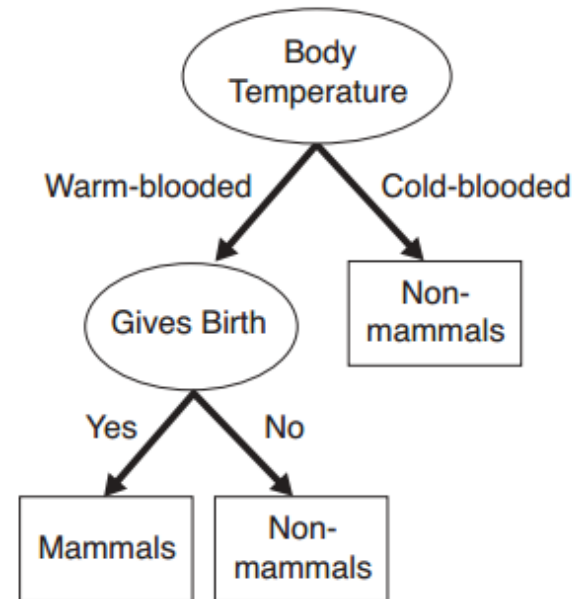 Body
Temperature
Warm-blooded
Cold-blooded
Gives Birth
Non-
mammals
Yes
No
Mammals
Non-
mammals